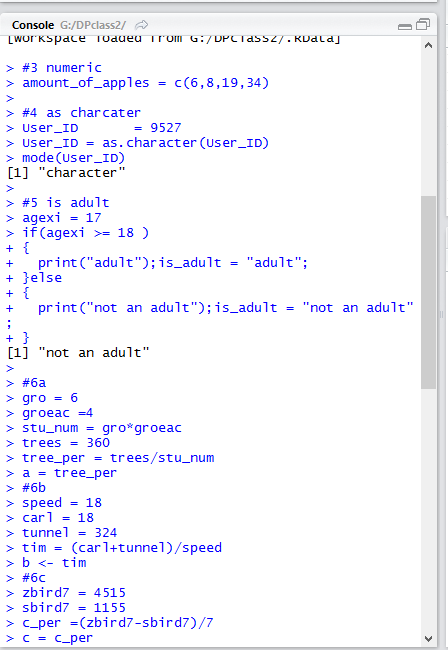 Console G:/DPclass2/
[Workspace loaded from G:/DPclass2/.RData]
> #3 numeric
> amount_of_apples = c(6,8,19,34)
>
> #4 as charcater
> User_ID       = 9527
> User_ID = as.character(User_ID)
> mode(User_ID)
[1] "character"
>
> #5 is adult
> agexi = 17
> if(agexi >= 18 )
+ {
+   print("adult");is_adult = "adult";
+ }else
+ {
+   print("not an adult");is_adult = "not an adult"
;
+ }
[1] "not an adult"
>
> #6a
> gro = 6
> groeac =4
> stu_num = gro*groeac
> trees = 360
> tree_per = trees/stu_num
> a = tree_per
> #6b
> speed = 18
> carl = 18
> tunnel = 324
> tim = (carl+tunnel)/speed
> b <- tim
> #6c
> zbird7 = 4515
> sbird7 = 1155
> c_per =(zbird7-sbird7)/7
> c = c_per